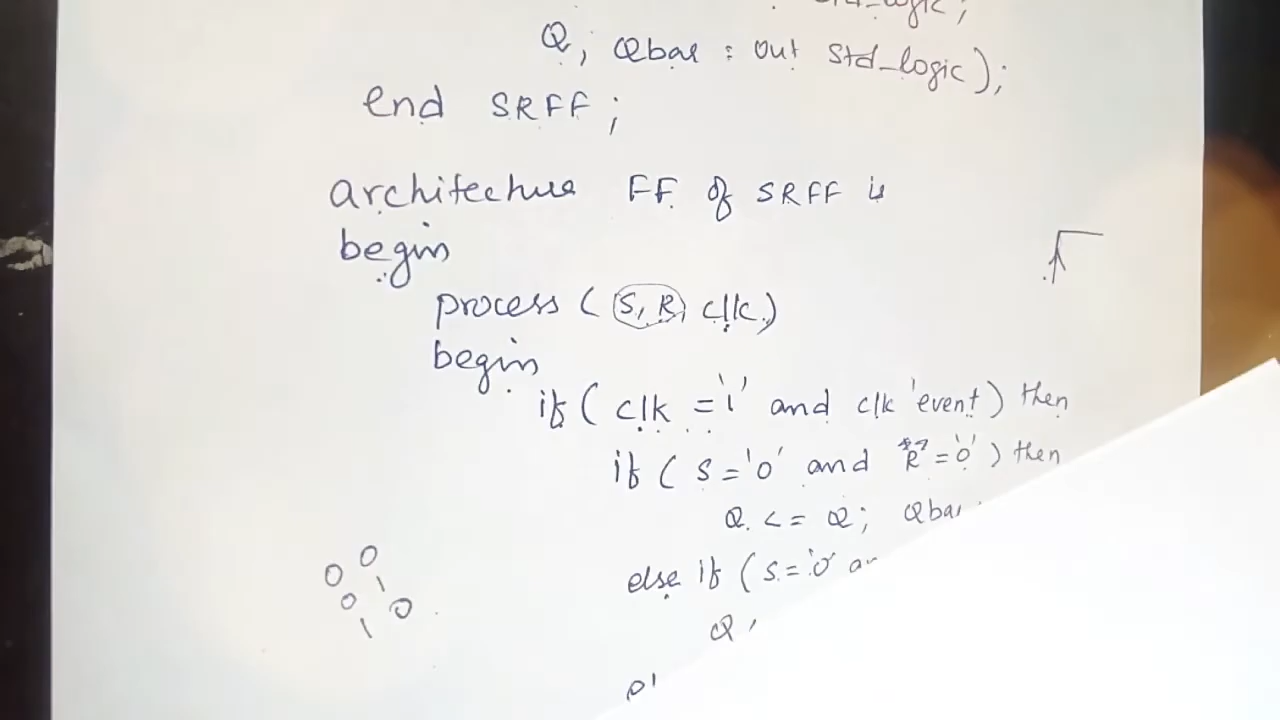 std_logic;
Q, Qbar : out std_logic);
end SRFF;
architecture FF of SRFF is
begin
process (S, R, clk)
begin
if ( clk = '1' and clk 'event) then
if ( S = '0' and R = '0' ) then
Q <= Q; Qbar
else if ( S = '0'
Q
0 0
1
0 0
1